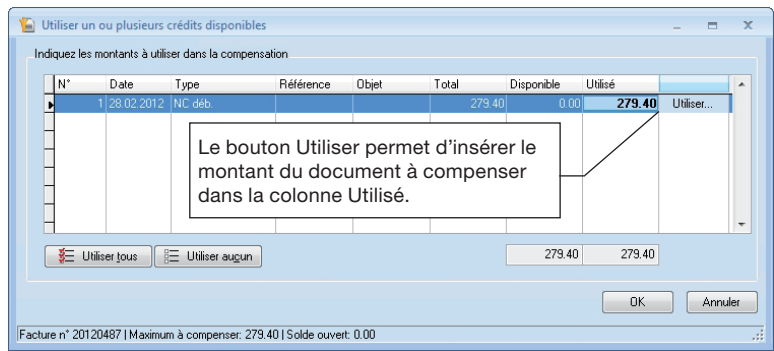 Utiliser un ou plusieurs crédits disponibles
Indiquez les montants à utiliser dans la compensation
N° Date Type Référence Objet Total Disponible Utilisé
1 28.02.2012 NC déb. 279.40 0.00 279.40 Utiliser...
Le bouton Utiliser permet d'insérer le
montant du document à compenser
dans la colonne Utilisé.
Utiliser tous Utiliser aucun 279.40 279.40
OK Annuler
Facture n° 20120487 | Maximum à compenser: 279.40 | Solde ouvert: 0.00